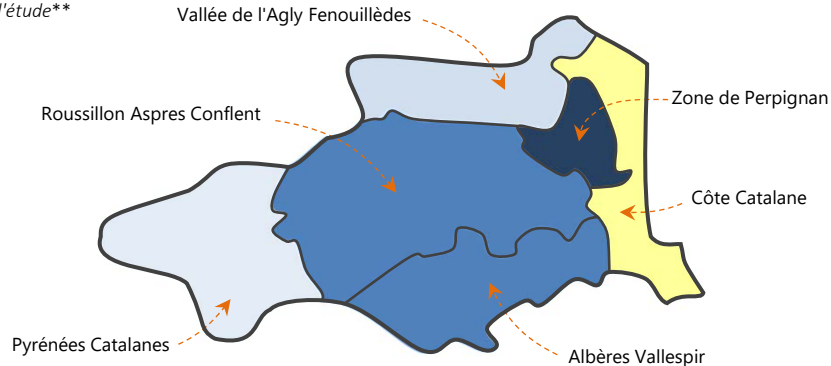 l'étude**
Vallée de l'Agly Fenouillèdes
Zone de Perpignan
Roussillon Aspres Conflent
Côte Catalane
Pyrénées Catalanes
Albères Vallespir